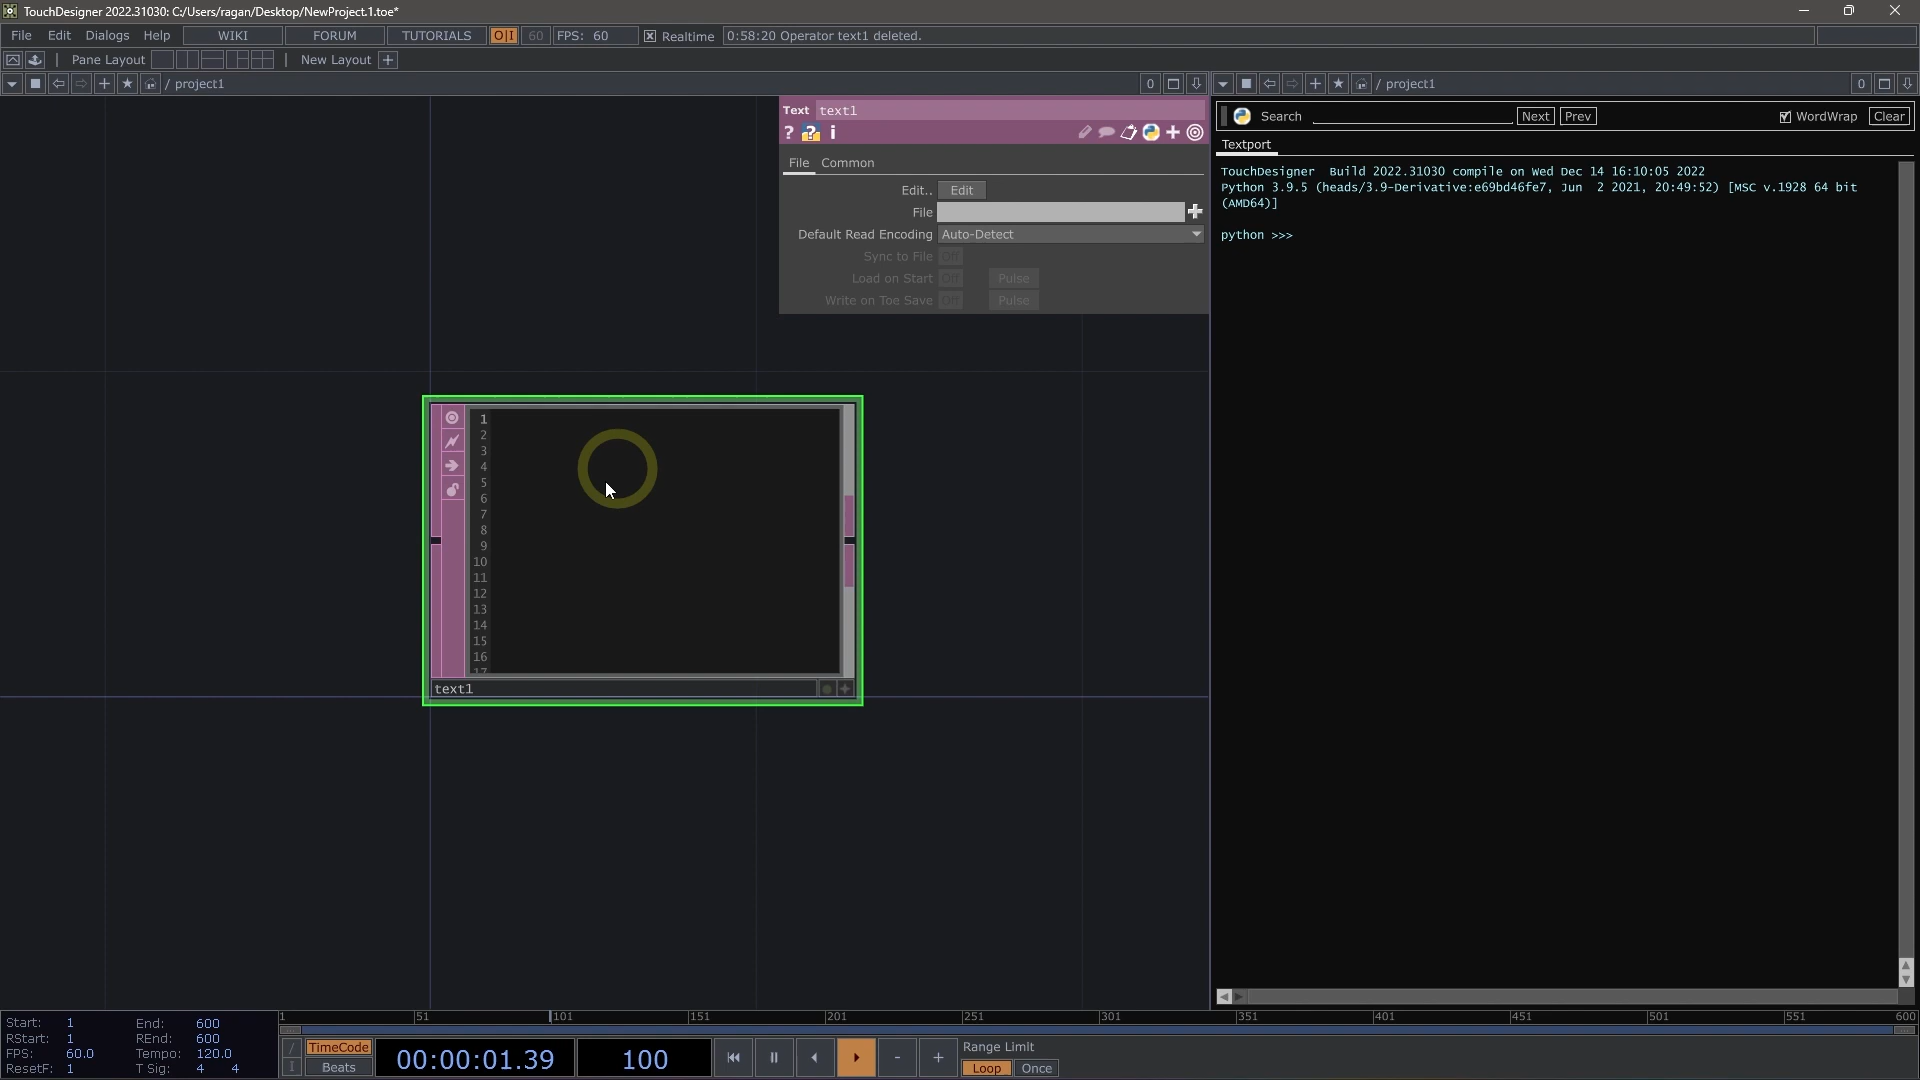 TouchDesigner 2022.31030: C:/Users/ragan/Desktop/NewProject.1.toe*
File Edit Dialogs Help WIKI FORUM TUTORIALS O|I 60 FPS: 60 Realtime 0:58:20 Operator text1 deleted.
Pane Layout New Layout +
/ project1 0
/ project1 0
Text text1
? ? i
File Common
Edit.. Edit
File
Default Read Encoding Auto-Detect
Sync to File Off
Load on Start Off Pulse
Write on Toe Save Off Pulse
Search Next Prev WordWrap Clear
Textport
TouchDesigner Build 2022.31030 compile on Wed Dec 14 16:10:05 2022
Python 3.9.5 (heads/3.9-Derivative:e69bd46fe7, Jun 2 2021, 20:49:52) [MSC v.1928 64 bit
(AMD64)]
python >>>
1
2
3
4
5
6
7
8
9
10
11
12
13
14
15
16
17
text1
Start: 1 End: 600
RStart: 1 REnd: 600
FPS: 60.0 Tempo: 120.0
ResetF: 1 T Sig: 4 4
1 51 101 151 201 251 301 351 401 451 501 551 600
/ TimeCode
I Beats
00:00:01.39 100 - +
Range Limit
Loop Once